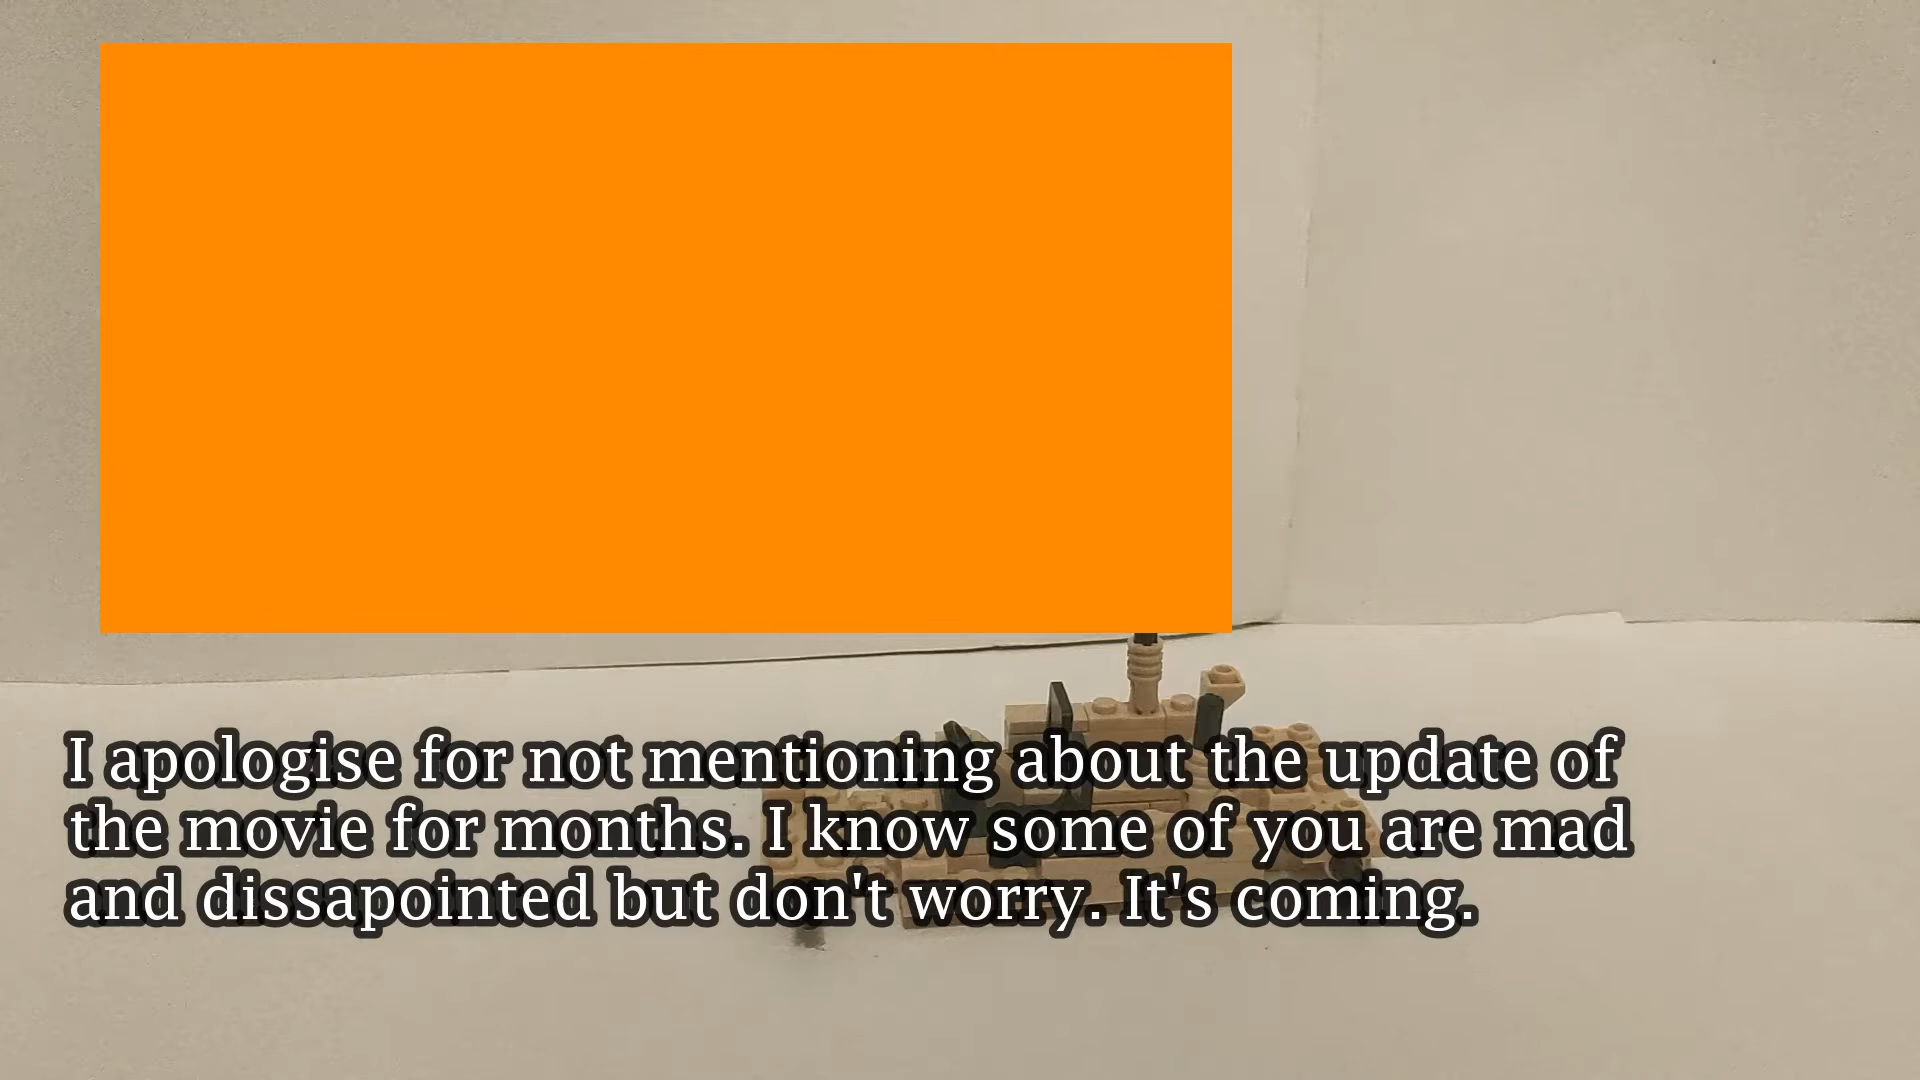 I apologise for not mentioning about the update of
the movie for months. I know some of you are mad
and dissapointed but don't worry. It's coming.